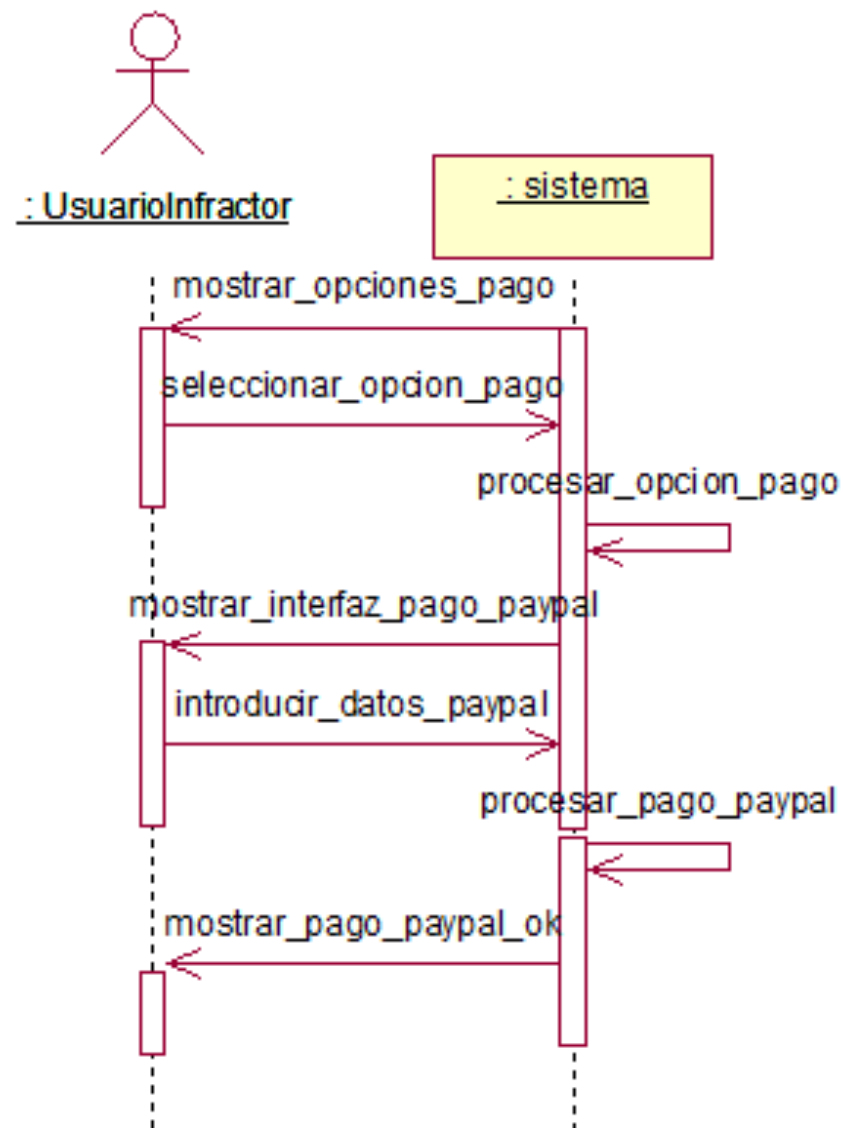 : UsuarioInfractor
: sistema
mostrar_opciones_pago
seleccionar_opcion_pago
procesar_opcion_pago
mostrar_interfaz_pago_paypal
introducir_datos_paypal
procesar_pago_paypal
mostrar_pago_paypal_ok